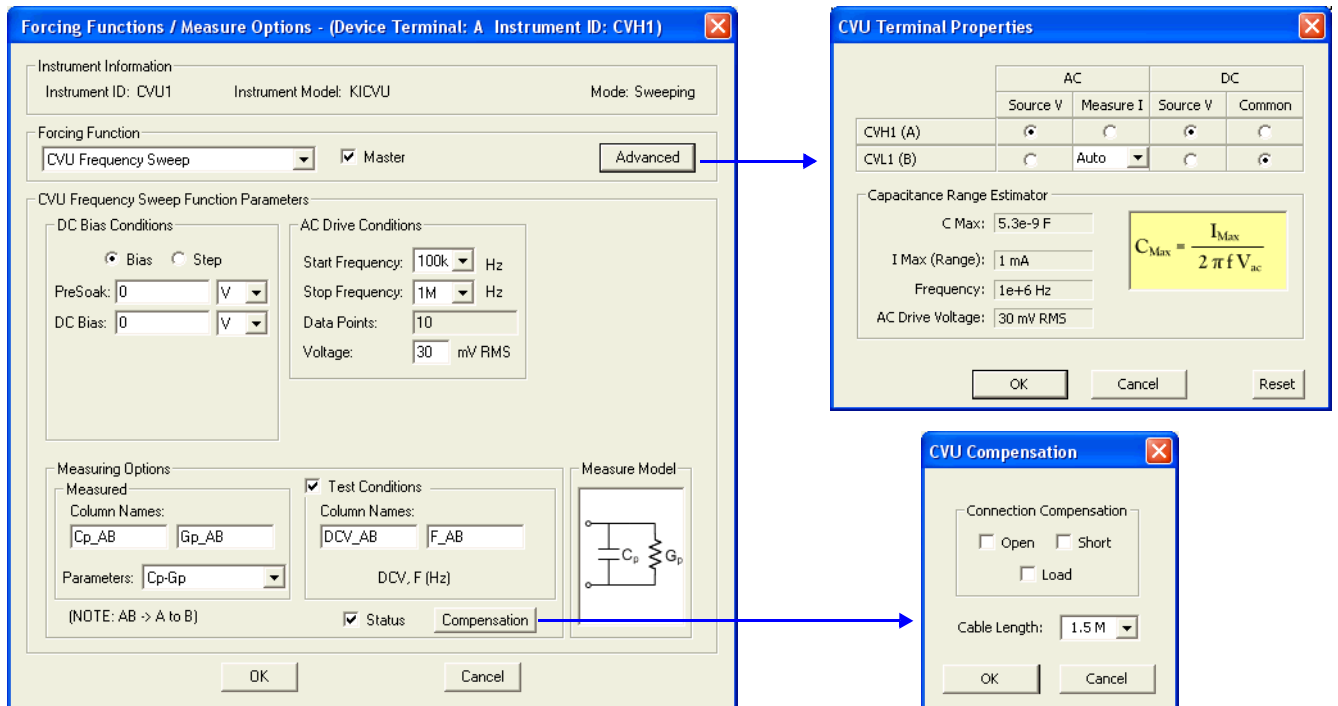 Forcing Functions / Measure Options - (Device Terminal: A Instrument ID: CVH1)
Instrument Information
Instrument ID: CVU1 Instrument Model: KICVU Mode: Sweeping
Forcing Function
CVU Frequency Sweep Master Advanced
CVU Frequency Sweep Function Parameters
DC Bias Conditions
Bias Step
PreSoak: 0 V
DC Bias: 0 V
AC Drive Conditions
Start Frequency: 100k Hz
Stop Frequency: 1M Hz
Data Points: 10
Voltage: 30 mV RMS
Measuring Options
Measured
Column Names:
Cp_AB Gp_AB
Parameters: Cp-Gp
(NOTE: AB -> A to B)
Test Conditions
Column Names:
DCV_AB F_AB
DCV, F (Hz)
Status Compensation
Measure Model
Cp Gp
OK Cancel
CVU Terminal Properties
AC DC
Source V Measure I Source V Common
CVH1 (A)
CVL1 (B) Auto
Capacitance Range Estimator
C Max: 5.3e-9 F
I Max (Range): 1 mA
Frequency: 1e+6 Hz
AC Drive Voltage: 30 mV RMS
CMax = IMax / 2 π f Vac
OK Cancel Reset
CVU Compensation
Connection Compensation
Open Short
Load
Cable Length: 1.5 M
OK Cancel